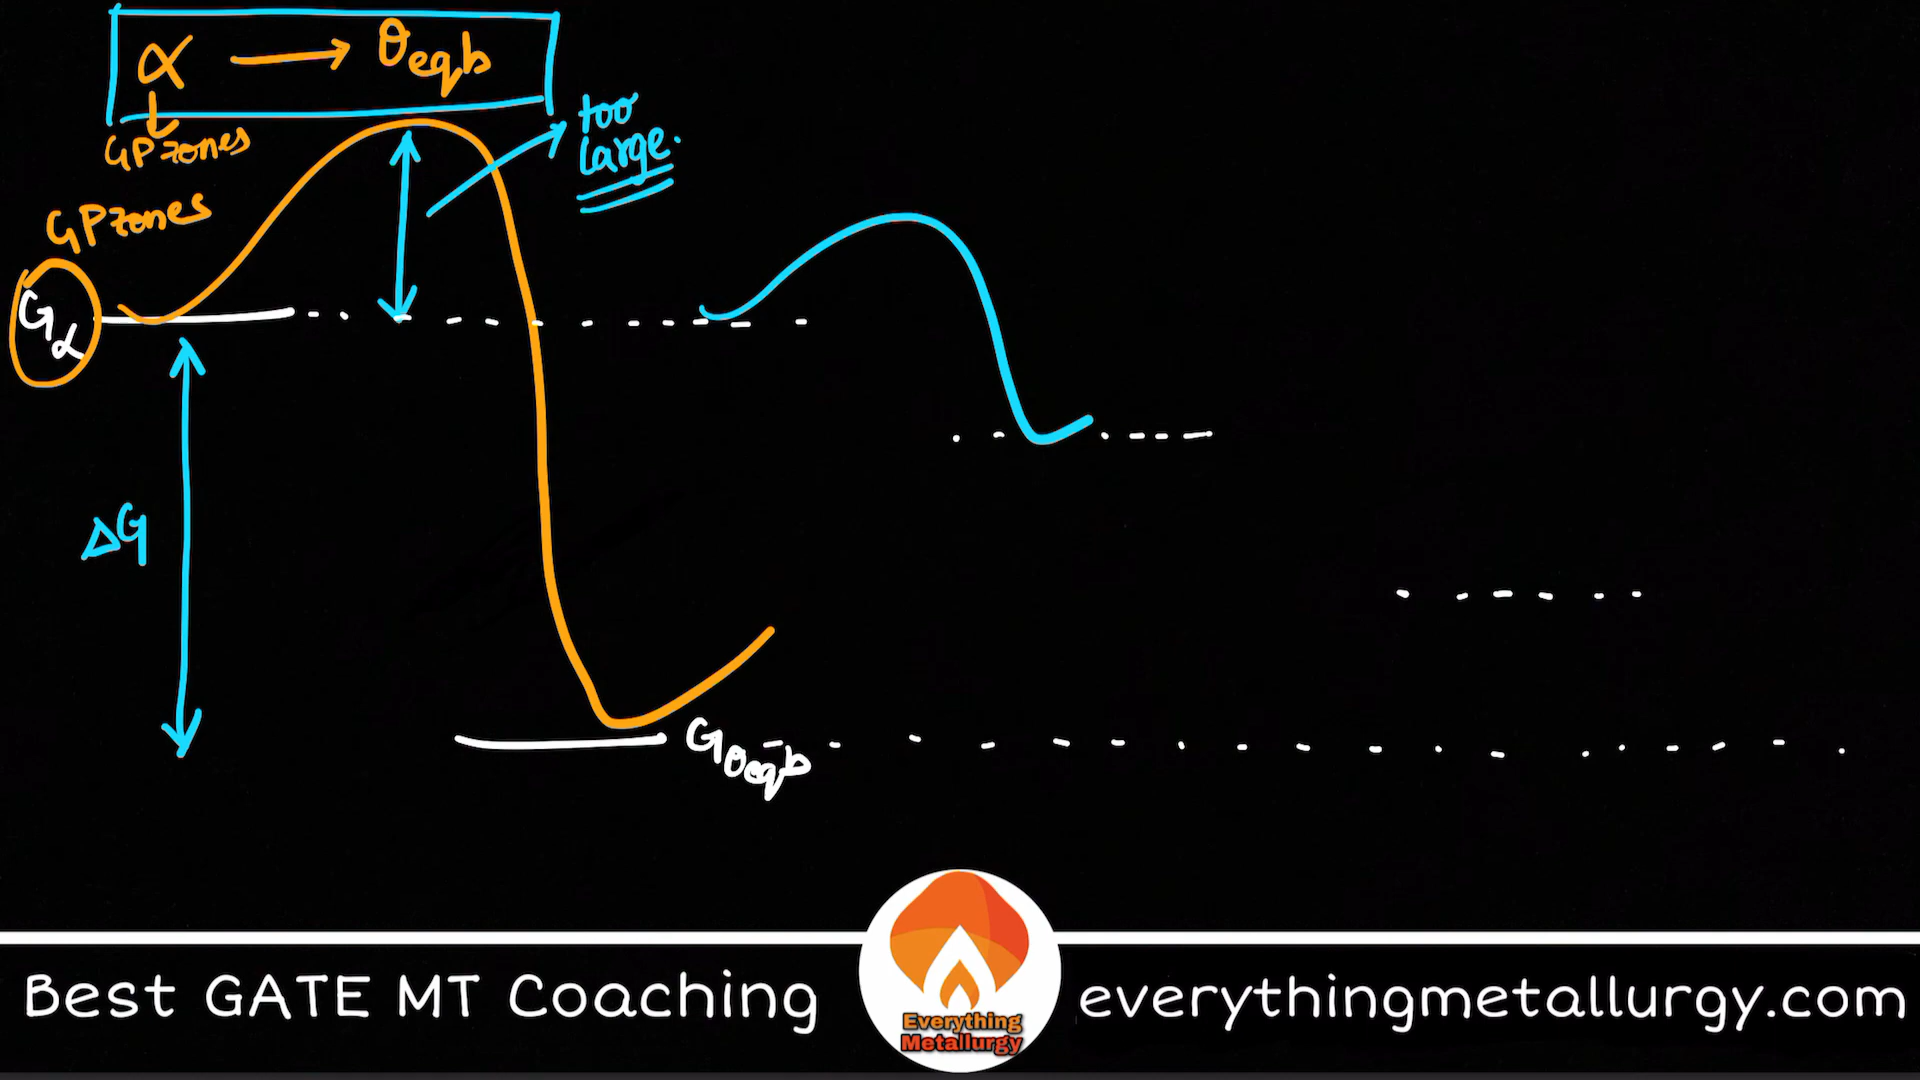 α → θeqb
GP zones
too
large.
GP zones
Gα
ΔG
Gθeqb
Best GATE MT Coaching
Everything
Metallurgy
everythingmetallurgy.com